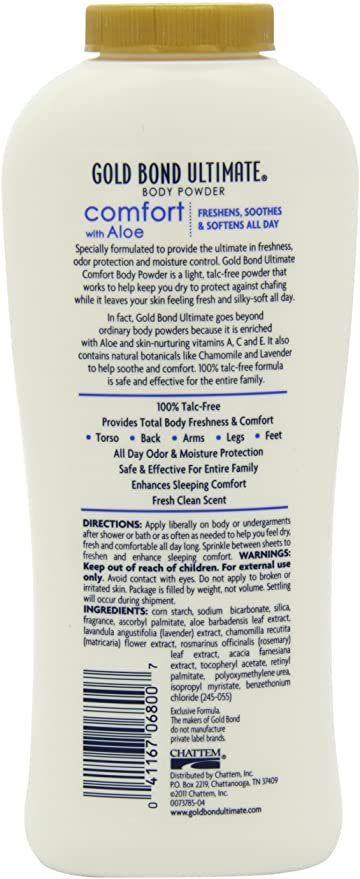 GOLD BOND ULTIMATE®
BODY POWDER
comfort
with Aloe
FRESHENS, SOOTHES
& SOFTENS ALL DAY
Specially formulated to provide the ultimate in freshness,
odor protection and moisture control. Gold Bond Ultimate
Comfort Body Powder is a light, talc-free powder that
works to help keep you dry to protect against chafing
while it leaves your skin feeling fresh and silky-soft all day.
In fact, Gold Bond Ultimate goes beyond
ordinary body powders because it is enriched
with Aloe and skin-nurturing vitamins A, C and E. It also
contains natural botanicals like Chamomile and Lavender
to help soothe and comfort. 100% talc-free formula
is safe and effective for the entire family.
100% Talc-Free
Provides Total Body Freshness & Comfort
• Torso • Back • Arms • Legs • Feet
All Day Odor & Moisture Protection
Safe & Effective For Entire Family
Enhances Sleeping Comfort
Fresh Clean Scent
DIRECTIONS: Apply liberally on body or undergarments
after shower or bath or as often as needed to help you feel dry,
fresh and comfortable all day long. Sprinkle between sheets to
freshen and enhance sleeping comfort. WARNINGS:
Keep out of reach of children. For external use
only. Avoid contact with eyes. Do not apply to broken or
irritated skin. Package is filled by weight, not volume. Settling
will occur during shipment.
INGREDIENTS: corn starch, sodium bicarbonate, silica,
fragrance, ascorbyl palmitate, aloe barbadensis leaf extract,
lavandula angustifolia (lavender) extract, chamomilla recutita
(matricaria) flower extract, rosmarinus officinalis (rosemary)
leaf extract, acacia farnesiana
extract, tocopheryl acetate, retinyl
palmitate, polyoxymethylene urea,
isopropyl myristate, benzethonium
chloride (245-055)
Exclusive Formula.
The makers of Gold Bond
do not manufacture
private label brands.
CHATTEM
Distributed by Chattem, Inc.
P.O. Box 2219, Chattanooga, TN 37409
©2011 Chattem, Inc.
0073785-04
www.goldbondultimate.com
0 41167 06800 7